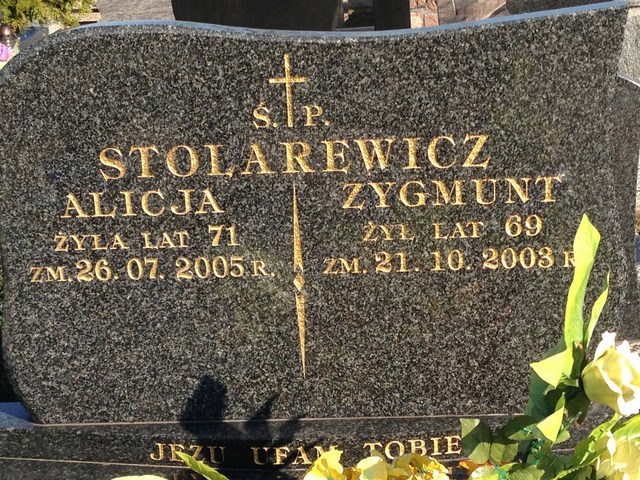 Ś. P.
STOLAREWICZ
ALICJA ZYGMUNT
ŻYŁA LAT 71 ŻYŁ LAT 69
ZM. 26. 07. 2005 R. ZM. 21. 10. 2003 R
JEZU UFAM TOBIE